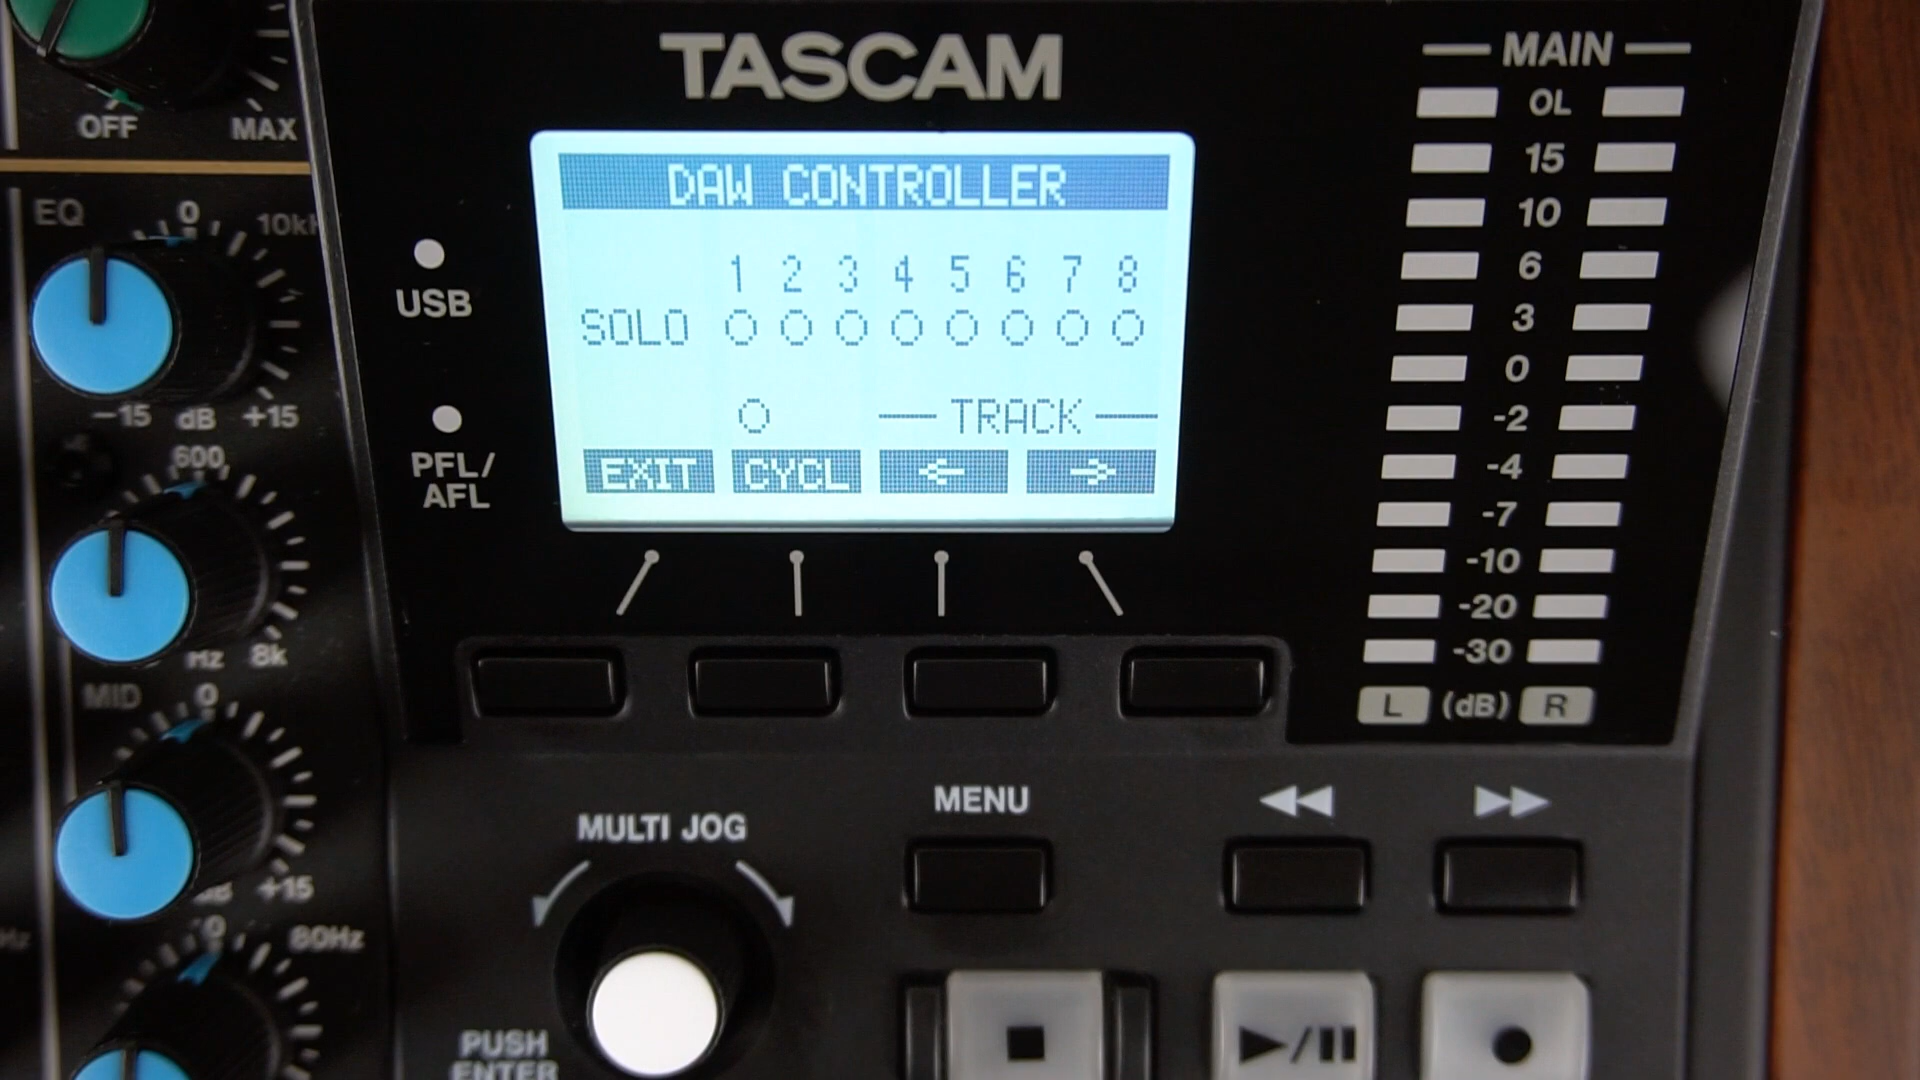 TASCAM
MAIN
OL
15
10
6
3
0
-2
-4
-7
-10
-20
-30
L (dB) R
OFF MAX
EQ 0
-15 dB +15
600
Hz 8k
MID 0
+15
0 80Hz
USB
PFL/
AFL
DAW CONTROLLER
1 2 3 4 5 6 7 8
SOLO
TRACK
EXIT CYCL ← →
MULTI JOG
MENU
PUSH
ENTER